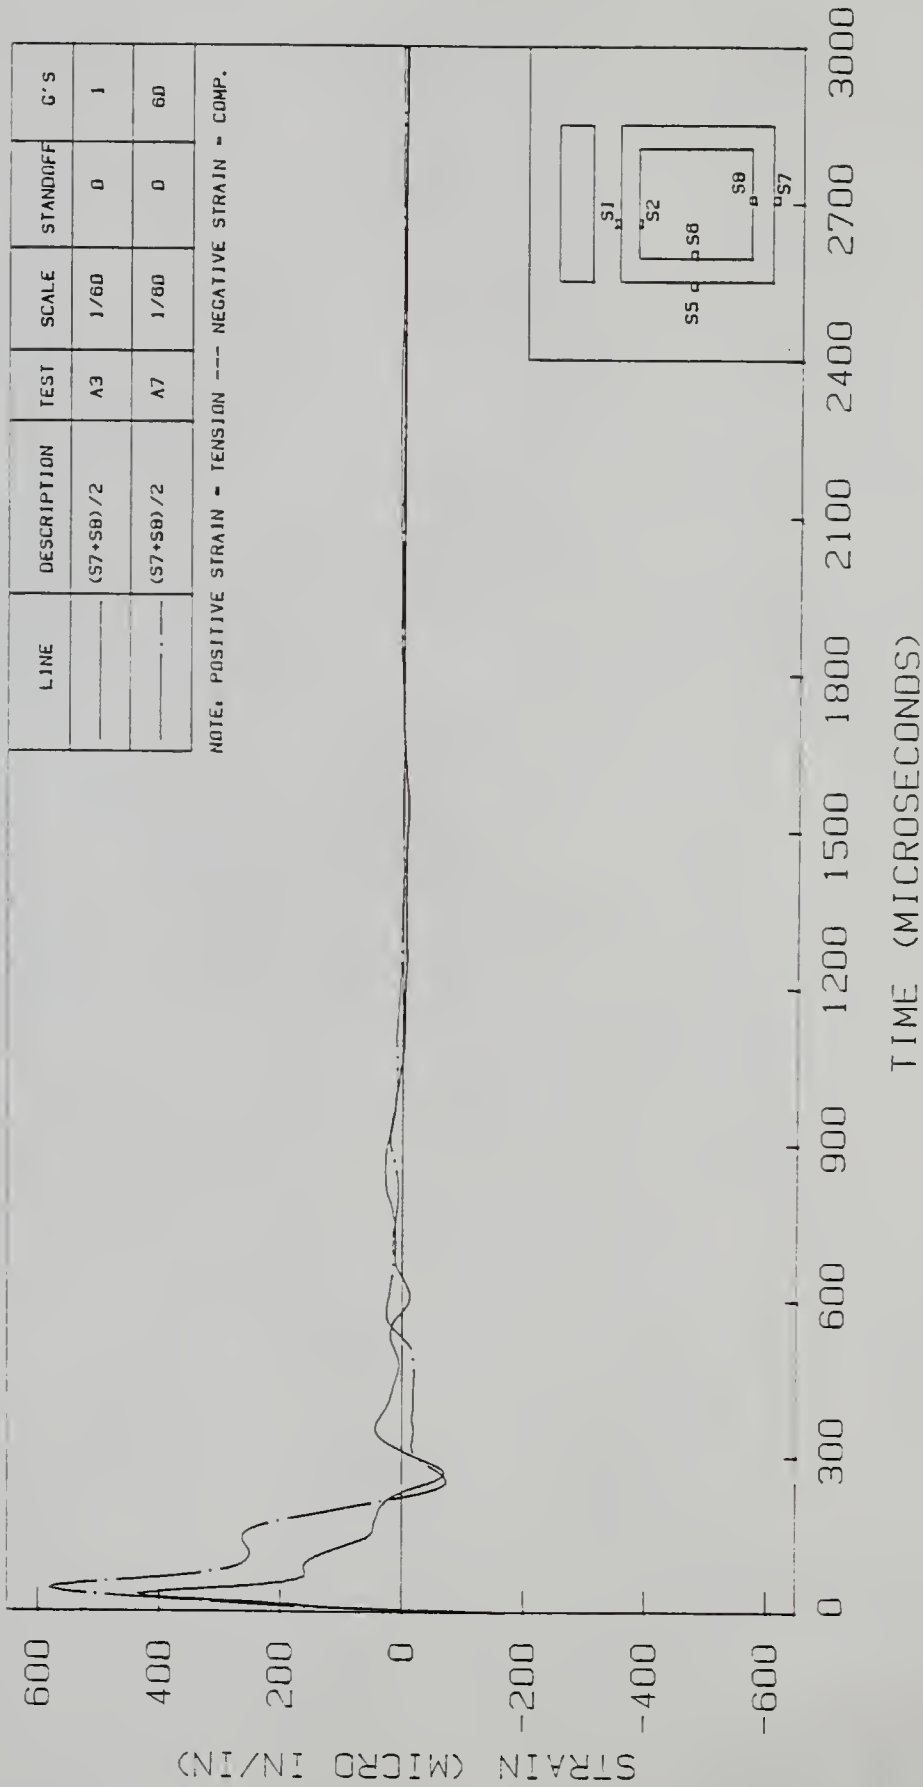 LINE DESCRIPTION TEST SCALE STANDOFF G'S
(S7+S8)/2 A3 1/60 0 1
(S7+S8)/2 A7 1/60 0 60
NOTE: POSITIVE STRAIN = TENSION --- NEGATIVE STRAIN = COMP.
600
400
200
0
-200
-400
-600
STRAIN (MICRO IN/IN)
S1
S2
S5
S6
S8
S7
0 300 600 900 1200 1500 1800 2100 2400 2700 3000
TIME (MICROSECONDS)